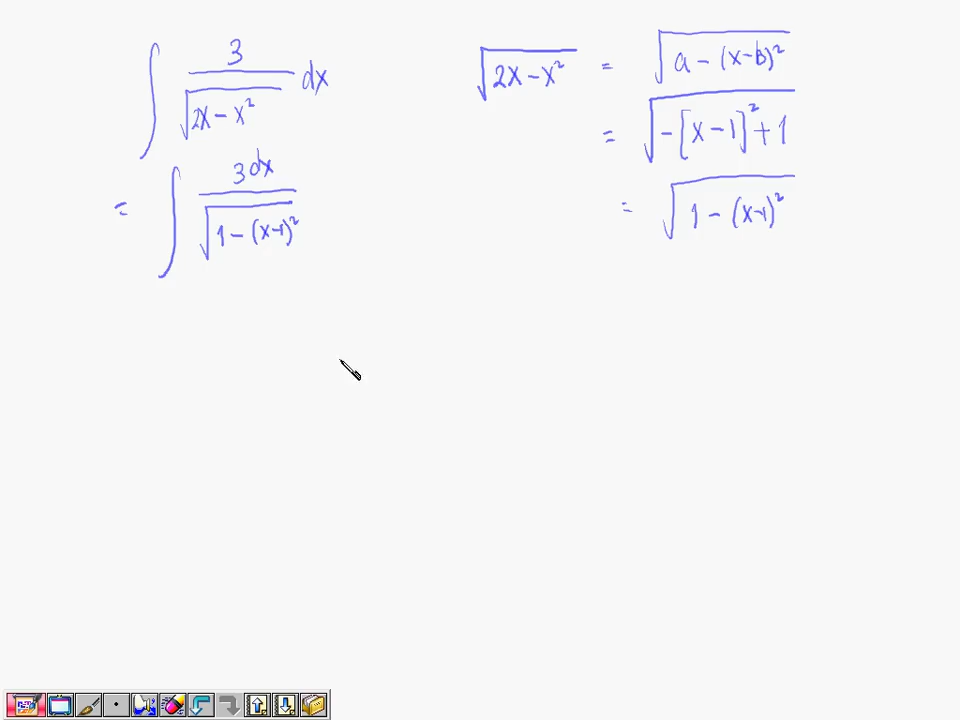 ∫ 3/√(2x − x²) dx
= ∫ 3dx/√(1 − (x−1)²)
√(2x − x²) = √(a − (x−b)²)
= √(−[x − 1]² + 1)
= √(1 − (x−1)²)